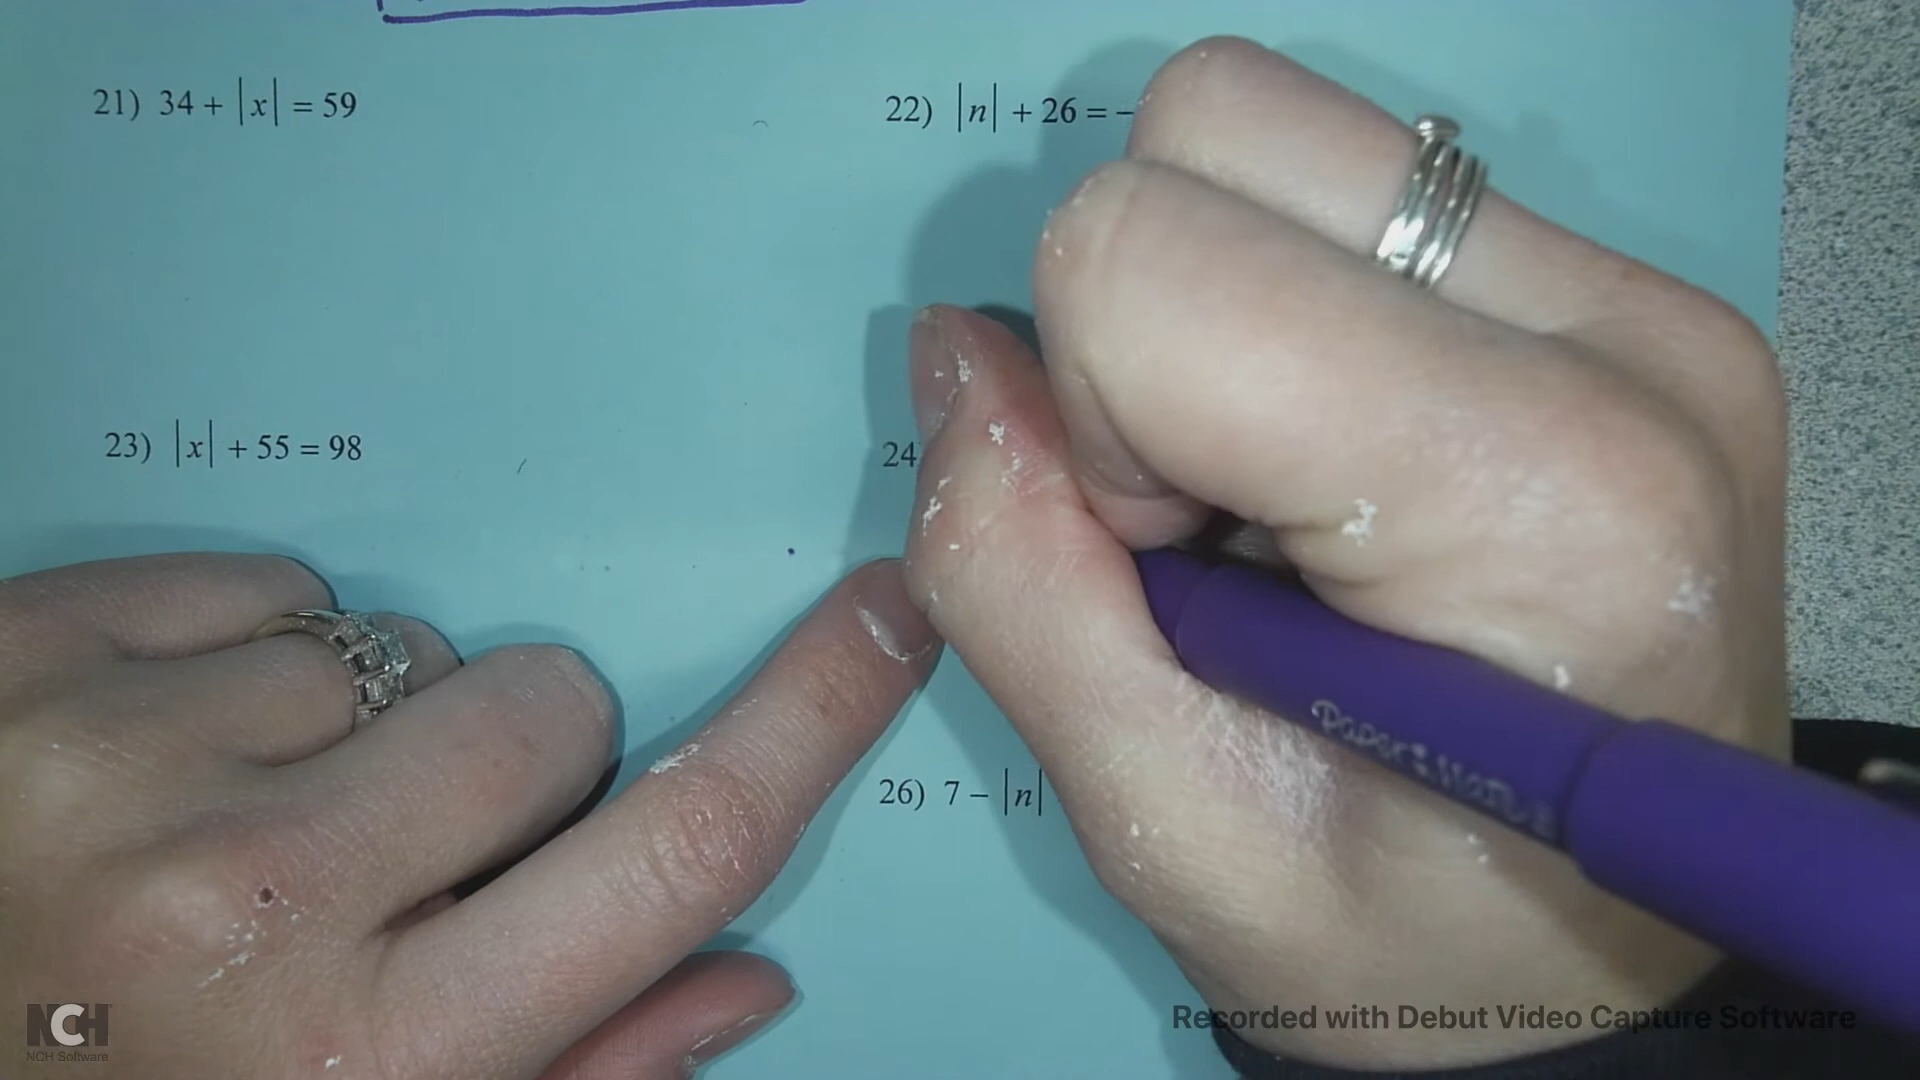 21) 34 + |x| = 59
22) |n| + 26 = −
23) |x| + 55 = 98
24
26) 7 − |n|
Paper:Mate
NCH
NCH Software
Recorded with Debut Video Capture Software